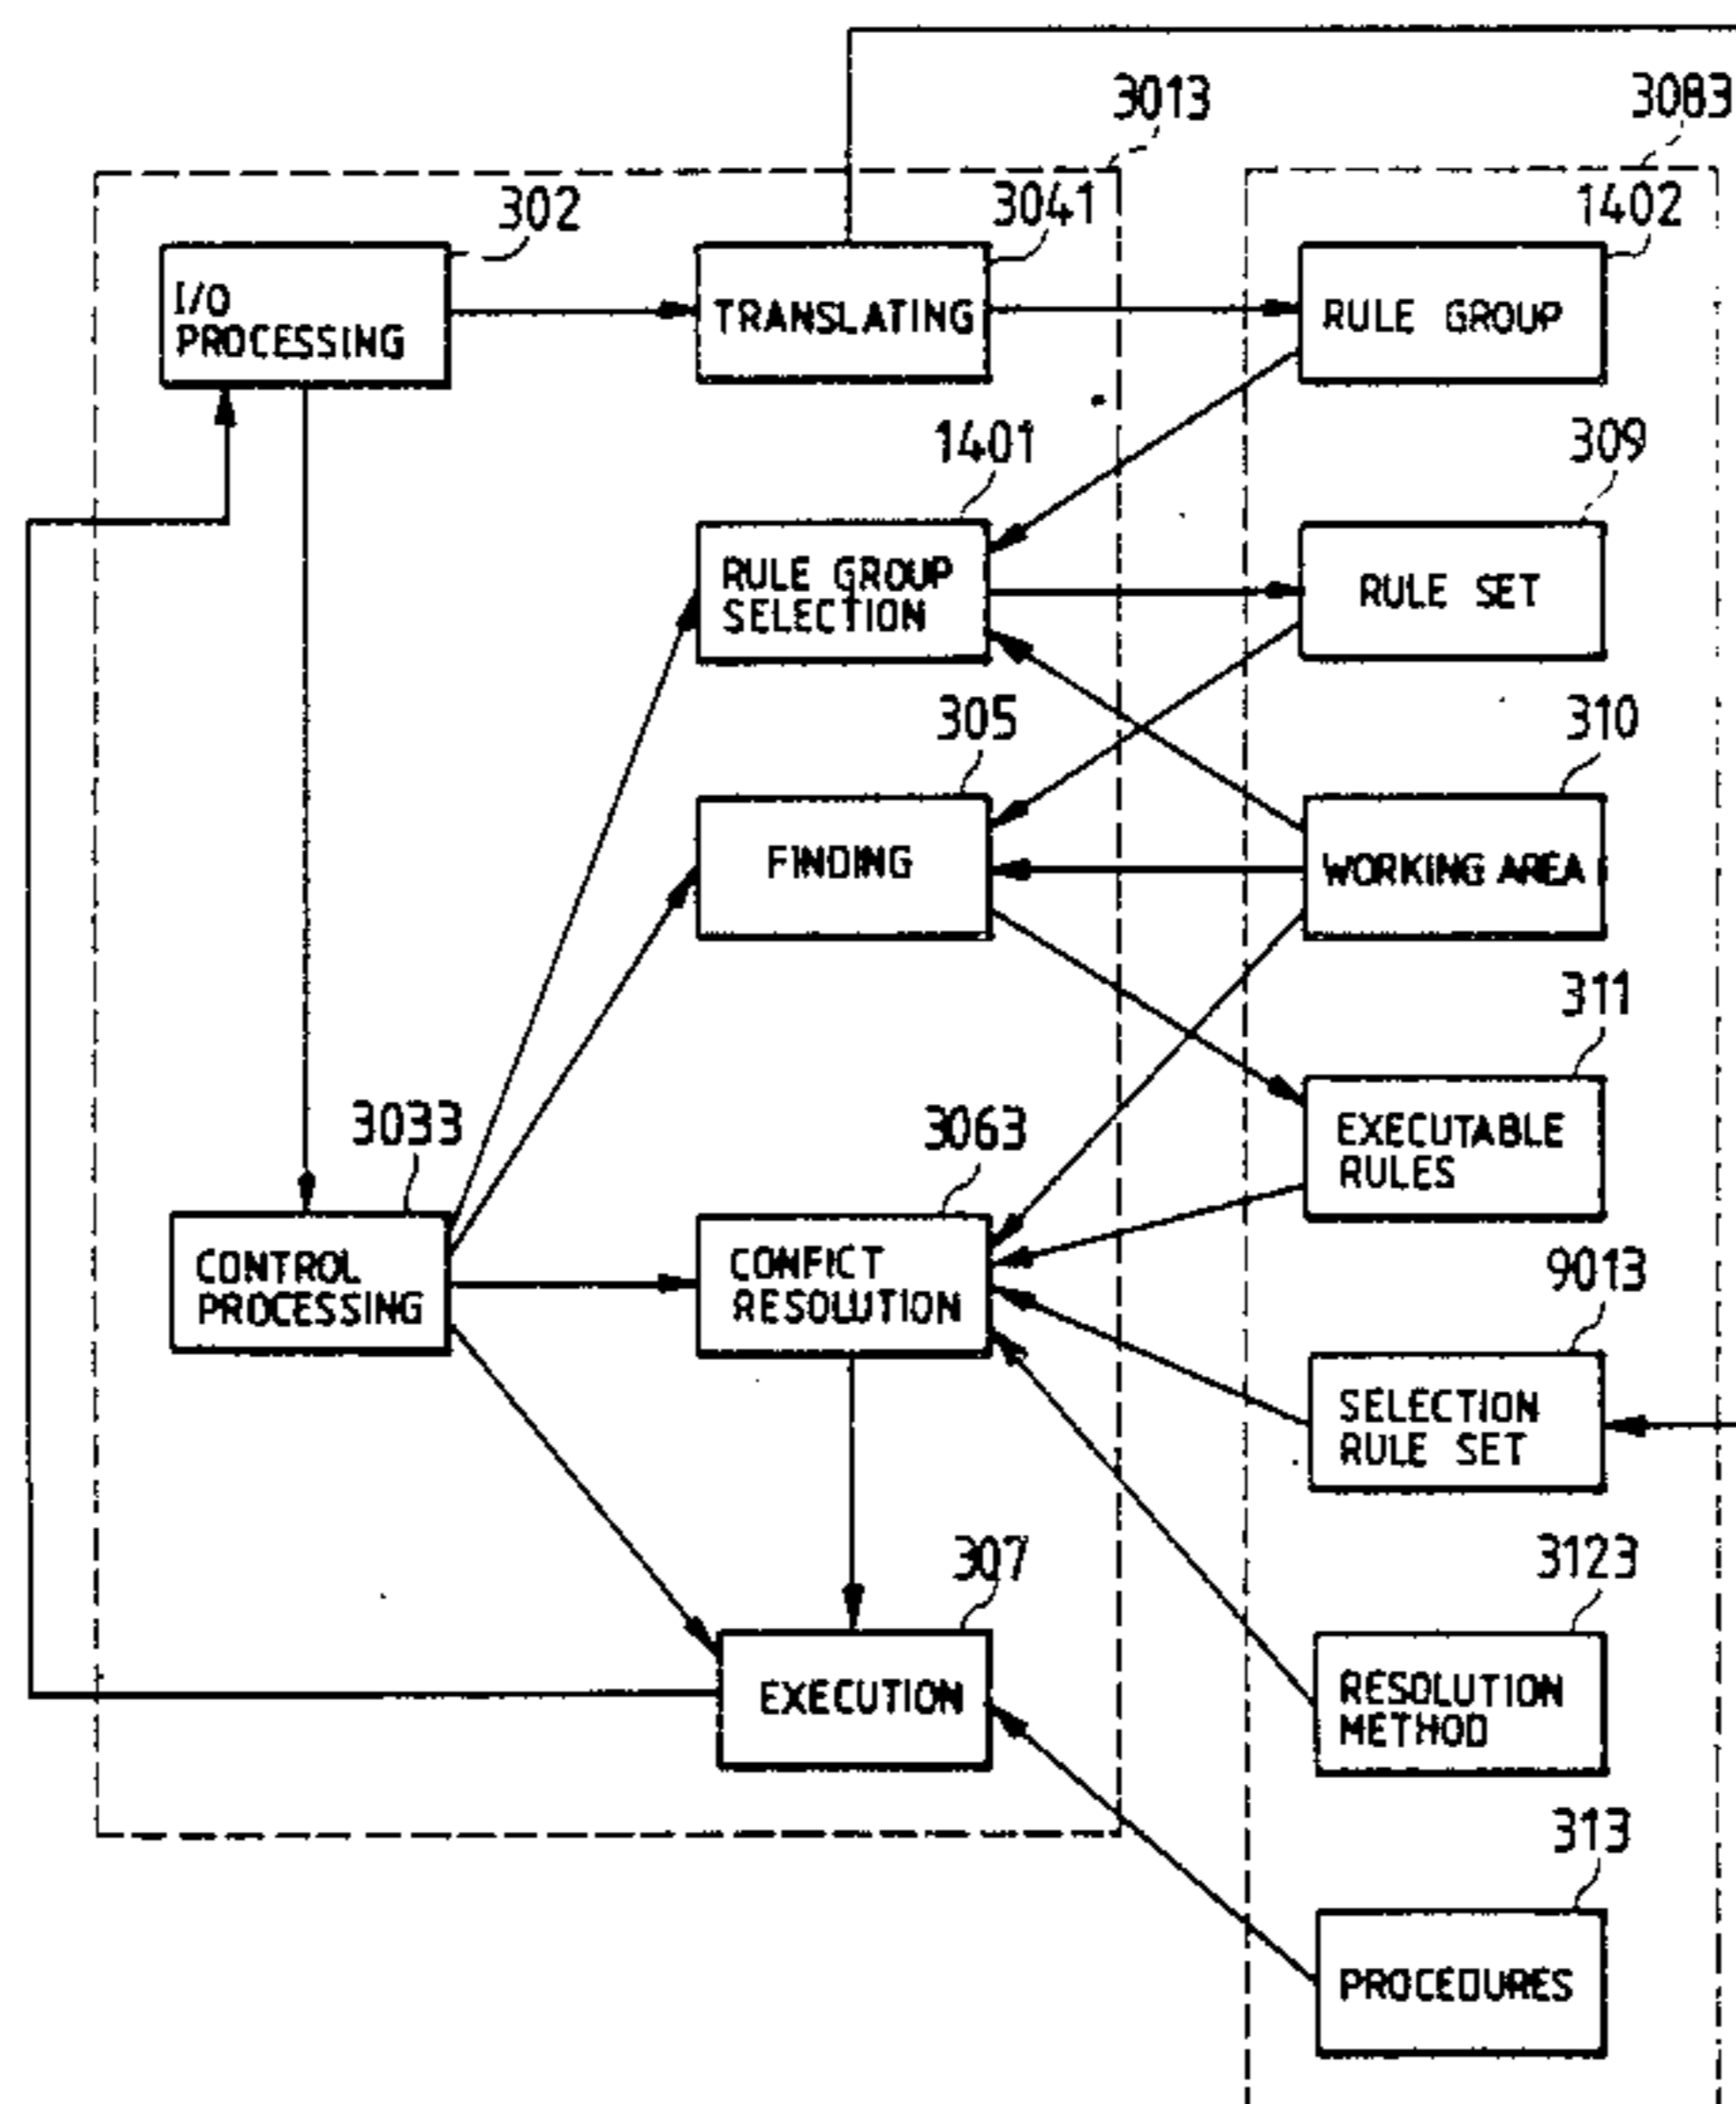 3013
3083
302
3041
1402
I/O
PROCESSING
TRANSLATING
RULE GROUP
1401
309
RULE GROUP
SELECTION
RULE SET
305
310
FINDING
WORKING AREA
311
3033
3063
EXECUTABLE
RULES
CONTROL
PROCESSING
CONFICT
RESOLUTION
9013
SELECTION
RULE SET
307
3123
EXECUTION
RESOLUTION
METHOD
313
PROCEDURES